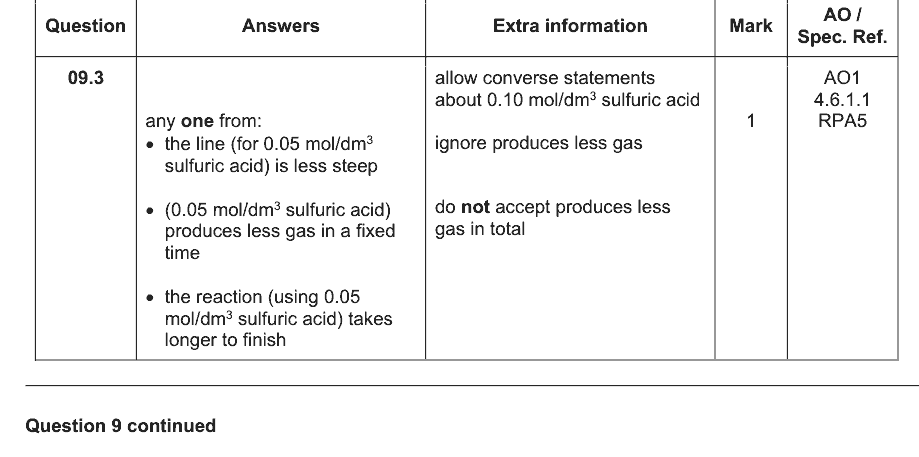 Question
Answers
Extra information
Mark
AO /
Spec. Ref.
09.3
any one from:
• the line (for 0.05 mol/dm³
sulfuric acid) is less steep
• (0.05 mol/dm³ sulfuric acid)
produces less gas in a fixed
time
• the reaction (using 0.05
mol/dm³ sulfuric acid) takes
longer to finish
allow converse statements
about 0.10 mol/dm³ sulfuric acid
ignore produces less gas
do not accept produces less
gas in total
1
AO1
4.6.1.1
RPA5
Question 9 continued